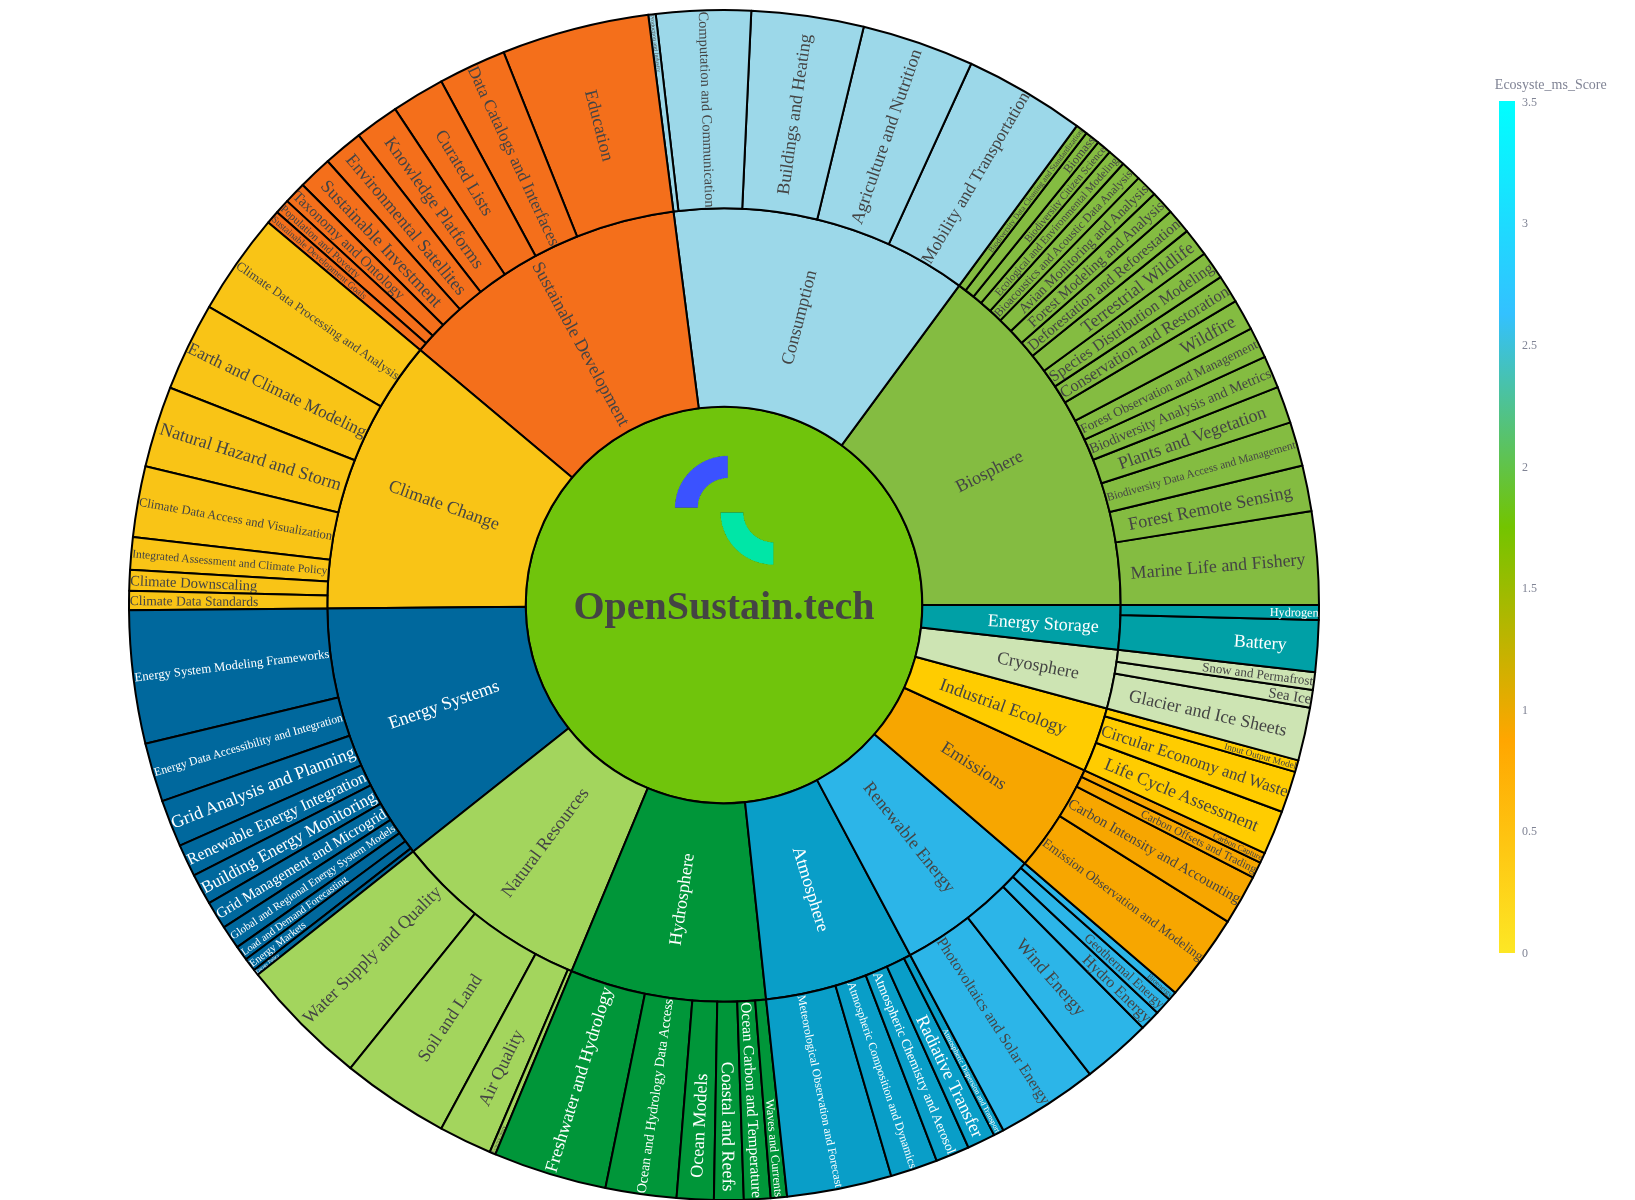 OpenSustain.tech
Consumption
Computation and Communication
Buildings and Heating
Agriculture and Nutrition
Mobility and Transportation
Biosphere
Biomass
Biodiversity Citizen Science
Ecological and Environmental Modeling
Bioacoustics and Acoustic Data Analysis
Avian Monitoring and Analysis
Forest Modeling and Analysis
Deforestation and Reforestation
Terrestrial Wildlife
Species Distribution Modeling
Conservation and Restoration
Wildfire
Forest Observation and Management
Biodiversity Analysis and Metrics
Plants and Vegetation
Biodiversity Data Access and Management
Forest Remote Sensing
Marine Life and Fishery
Energy Storage
Hydrogen
Battery
Cryosphere
Snow and Permafrost
Sea Ice
Glacier and Ice Sheets
Industrial Ecology
Input Output Model
Circular Economy and Waste
Life Cycle Assessment
Emissions
Carbon Capture
Carbon Offsets and Trading
Carbon Intensity and Accounting
Emission Observation and Modeling
Renewable Energy
Geothermal Energy
Hydro Energy
Wind Energy
Photovoltaics and Solar Energy
Atmosphere
Atmospheric Dispersion and Transport
Radiative Transfer
Atmospheric Chemistry and Aerosol
Atmospheric Composition and Dynamics
Meteorological Observation and Forecast
Hydrosphere
Waves and Currents
Ocean Carbon and Temperature
Coastal and Reefs
Ocean Models
Ocean and Hydrology Data Access
Freshwater and Hydrology
Natural Resources
Air Quality
Soil and Land
Water Supply and Quality
Energy Systems
Energy Markets
Load and Demand Forecasting
Global and Regional Energy System Models
Grid Management and Microgrid
Building Energy Monitoring
Renewable Energy Integration
Grid Analysis and Planning
Energy Data Accessibility and Integration
Energy System Modeling Frameworks
Climate Change
Climate Data Standards
Climate Downscaling
Integrated Assessment and Climate Policy
Climate Data Access and Visualization
Natural Hazard and Storm
Earth and Climate Modeling
Climate Data Processing and Analysis
Sustainable Development
Sustainable Development Goals
Population and Poverty
Taxonomy and Ontology
Sustainable Investment
Environmental Satellites
Knowledge Platforms
Curated Lists
Data Catalogs and Interfaces
Education
Ecosyste_ms_Score
3.5
3
2.5
2
1.5
1
0.5
0